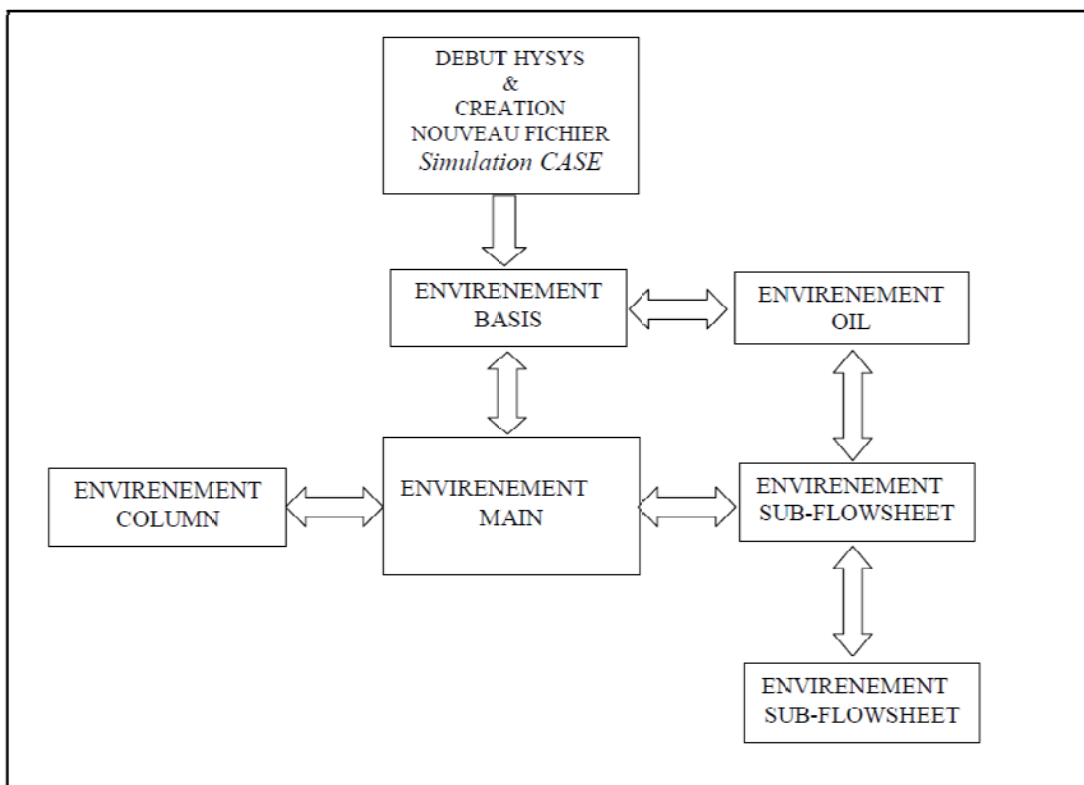 DEBUT HYSYS
&
CREATION
NOUVEAU FICHIER
Simulation CASE
ENVIRENEMENT
BASIS
ENVIRENEMENT
OIL
ENVIRENEMENT
COLUMN
ENVIRENEMENT
MAIN
ENVIRENEMENT
SUB-FLOWSHEET
ENVIRENEMENT
SUB-FLOWSHEET